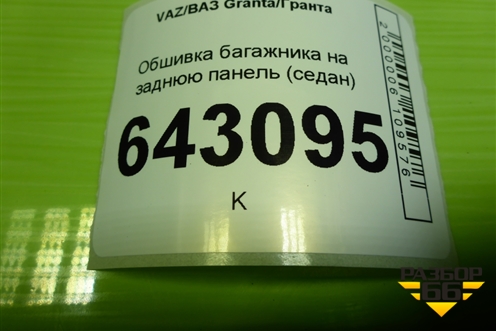 VAZ/ВАЗ Granta/Гранта
Обшивка багажника на
заднюю панель (седан)
643095
К
2000006109576
РАЗБОР
66